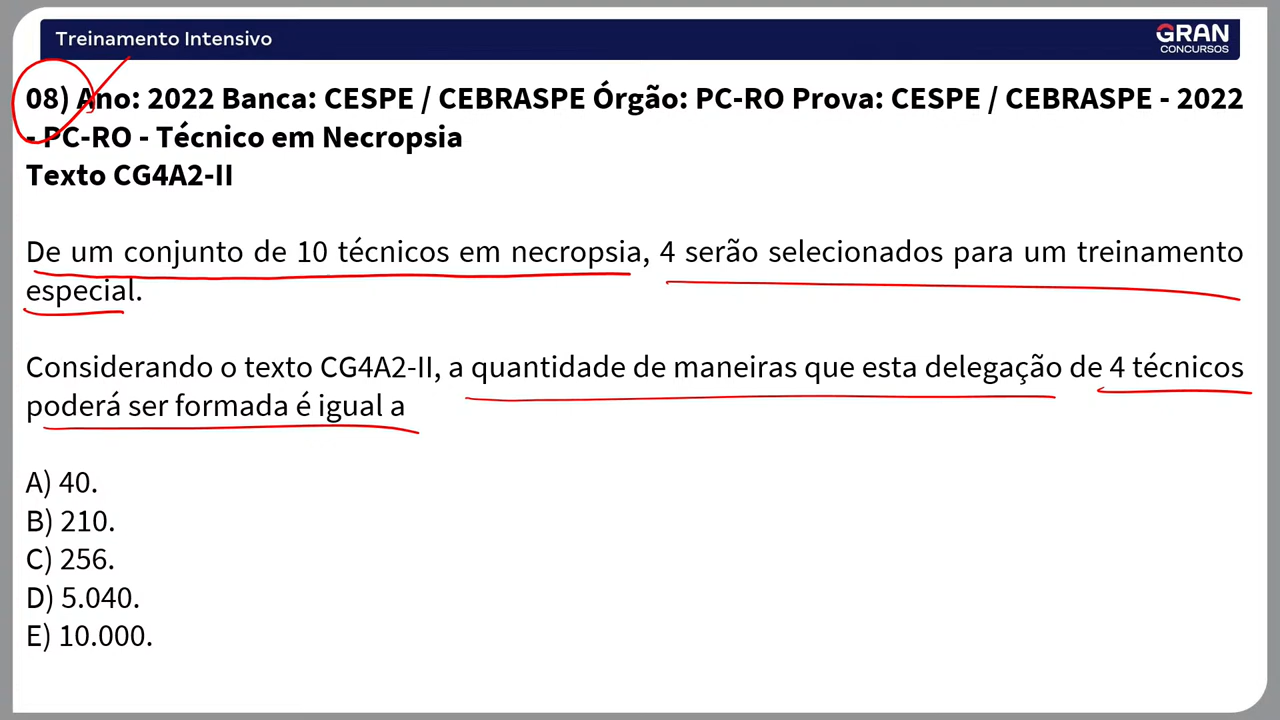 Treinamento Intensivo
GRAN
CONCURSOS
08) Ano: 2022 Banca: CESPE / CEBRASPE Órgão: PC-RO Prova: CESPE / CEBRASPE - 2022
- PC-RO - Técnico em Necropsia
Texto CG4A2-II
De um conjunto de 10 técnicos em necropsia, 4 serão selecionados para um treinamento
especial.
Considerando o texto CG4A2-II, a quantidade de maneiras que esta delegação de 4 técnicos
poderá ser formada é igual a
A) 40.
B) 210.
C) 256.
D) 5.040.
E) 10.000.